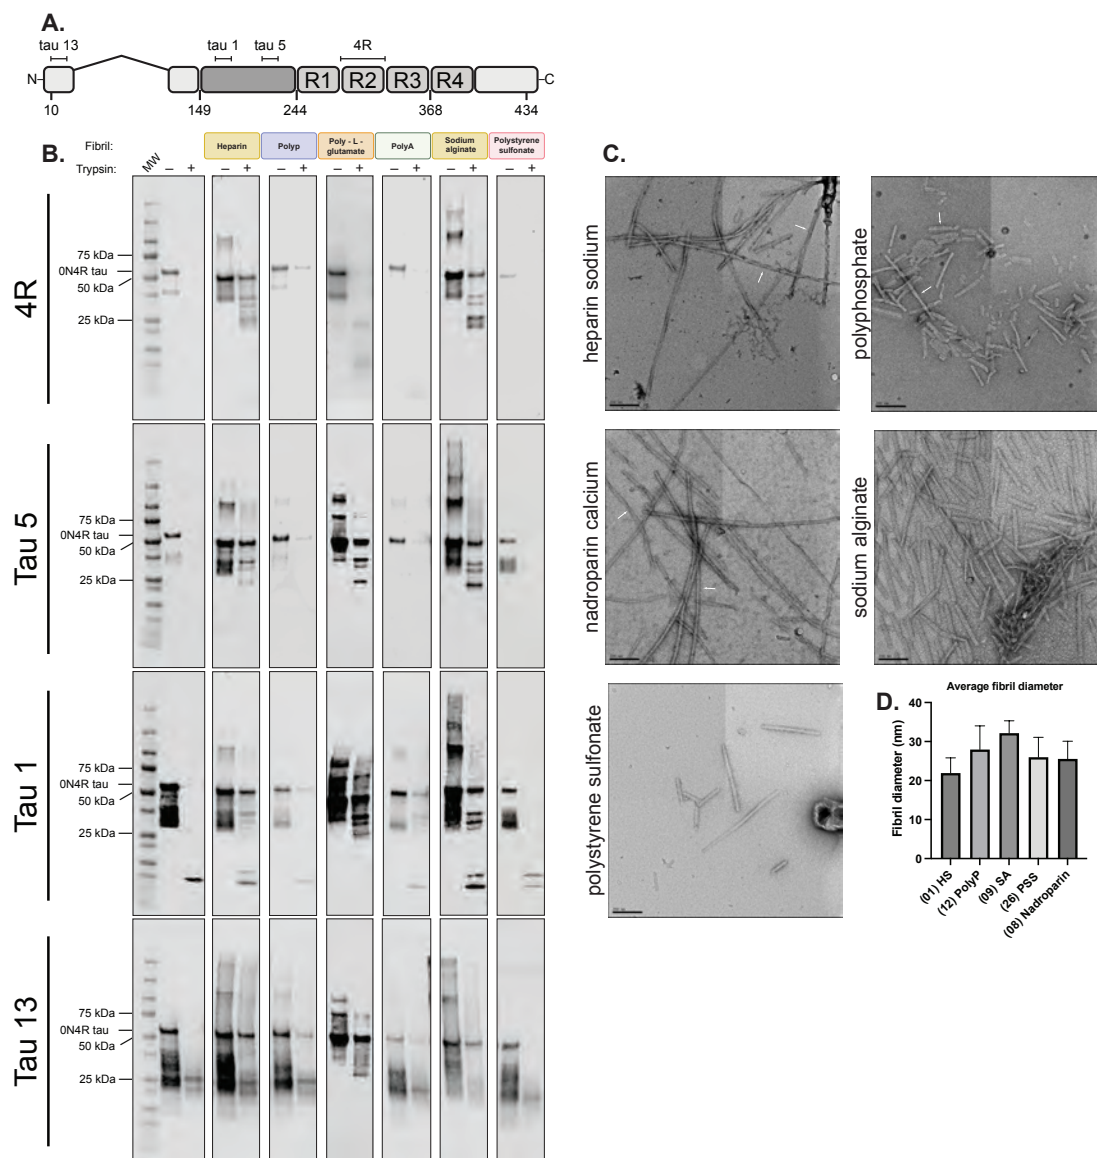 A.
tau 13 tau 1 tau 5 4R
N R1 R2 R3 R4 C
10 149 244 368 434
B.
Fibril: Heparin Polyp Poly - L - glutamate PolyA Sodium alginate Polystyrene sulfonate
Trypsin: MW – + – + – + – + – + – + – +
4R
75 kDa
0N4R tau
50 kDa
25 kDa
Tau 5
75 kDa
0N4R tau
50 kDa
25 kDa
Tau 1
75 kDa
0N4R tau
50 kDa
25 kDa
Tau 13
75 kDa
0N4R tau
50 kDa
25 kDa
C.
heparin sodium
polyphosphate
nadroparin calcium
sodium alginate
polystyrene sulfonate
D.
Average fibril diameter
Fibril diameter (nm)
40
30
20
10
0
(01) HS
(12) PolyP
(09) SA
(26) PSS
(08) Nadroparin